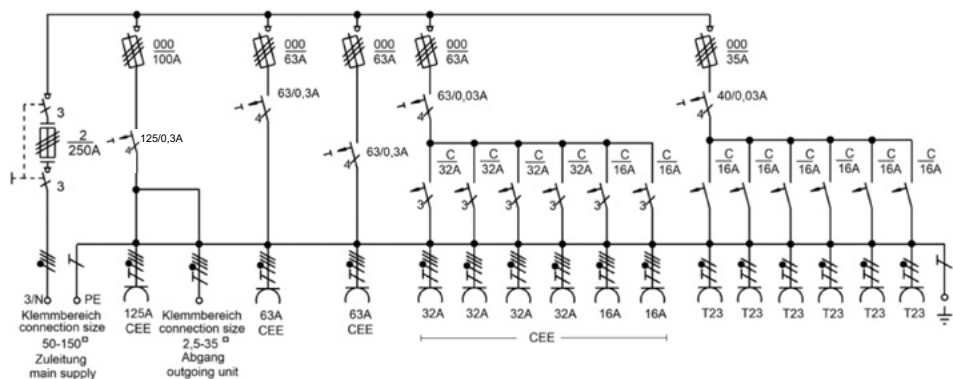 000
100A
000
63A
000
63A
000
63A
000
35A
3
2
250A
3
125/0,3A
4
63/0,3A
4
63/0,3A
4
63/0,03A
4
40/0,03A
4
C
32A
C
32A
C
32A
C
32A
C
16A
C
16A
C
16A
C
16A
C
16A
C
16A
C
16A
C
16A
3
3
3
3
3
3
3/N
PE
Klemmbereich
connection size
50-150□
Zuleitung
main supply
125A
CEE
Klemmbereich
connection size
2,5-35 □
Abgang
outgoing unit
63A
CEE
63A
CEE
32A
32A
32A
32A
16A
16A
CEE
T23
T23
T23
T23
T23
T23